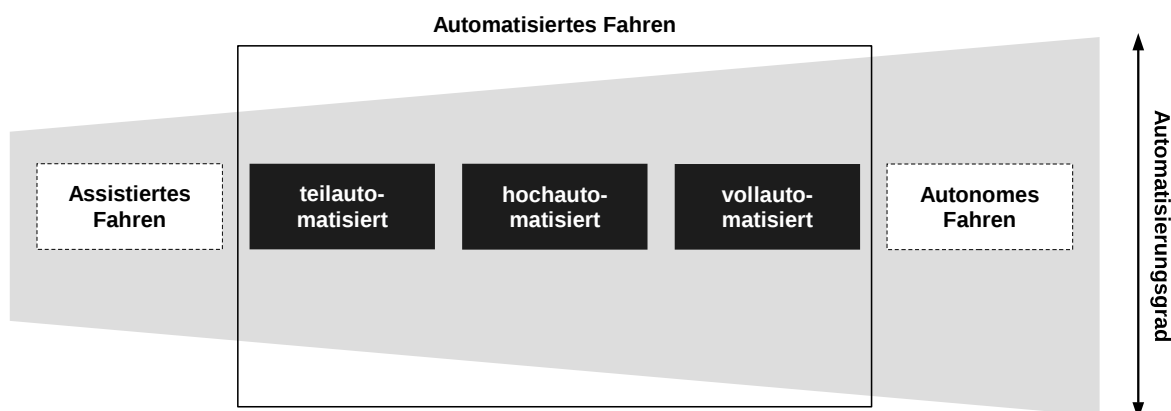 Automatisiertes Fahren
Assistiertes
Fahren
teilauto-
matisiert
hochauto-
matisiert
vollauto-
matisiert
Autonomes
Fahren
Automatisierungsgrad